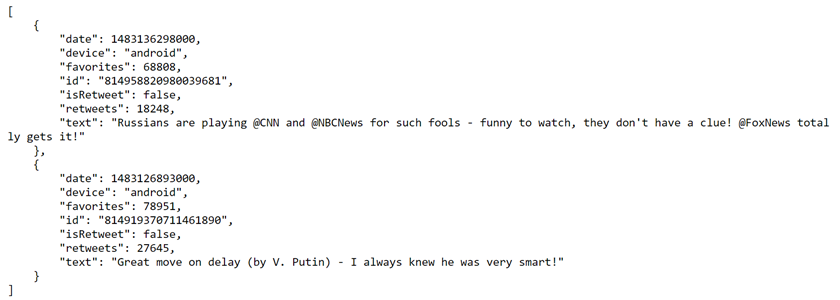 [
    {
        "date": 1483136298000,
        "device": "android",
        "favorites": 68808,
        "id": "814958820980039681",
        "isRetweet": false,
        "retweets": 18248,
        "text": "Russians are playing @CNN and @NBCNews for such fools - funny to watch, they don't have a clue! @FoxNews total
ly gets it!"
    },
    {
        "date": 1483126893000,
        "device": "android",
        "favorites": 78951,
        "id": "814919370711461890",
        "isRetweet": false,
        "retweets": 27645,
        "text": "Great move on delay (by V. Putin) - I always knew he was very smart!"
    }
]